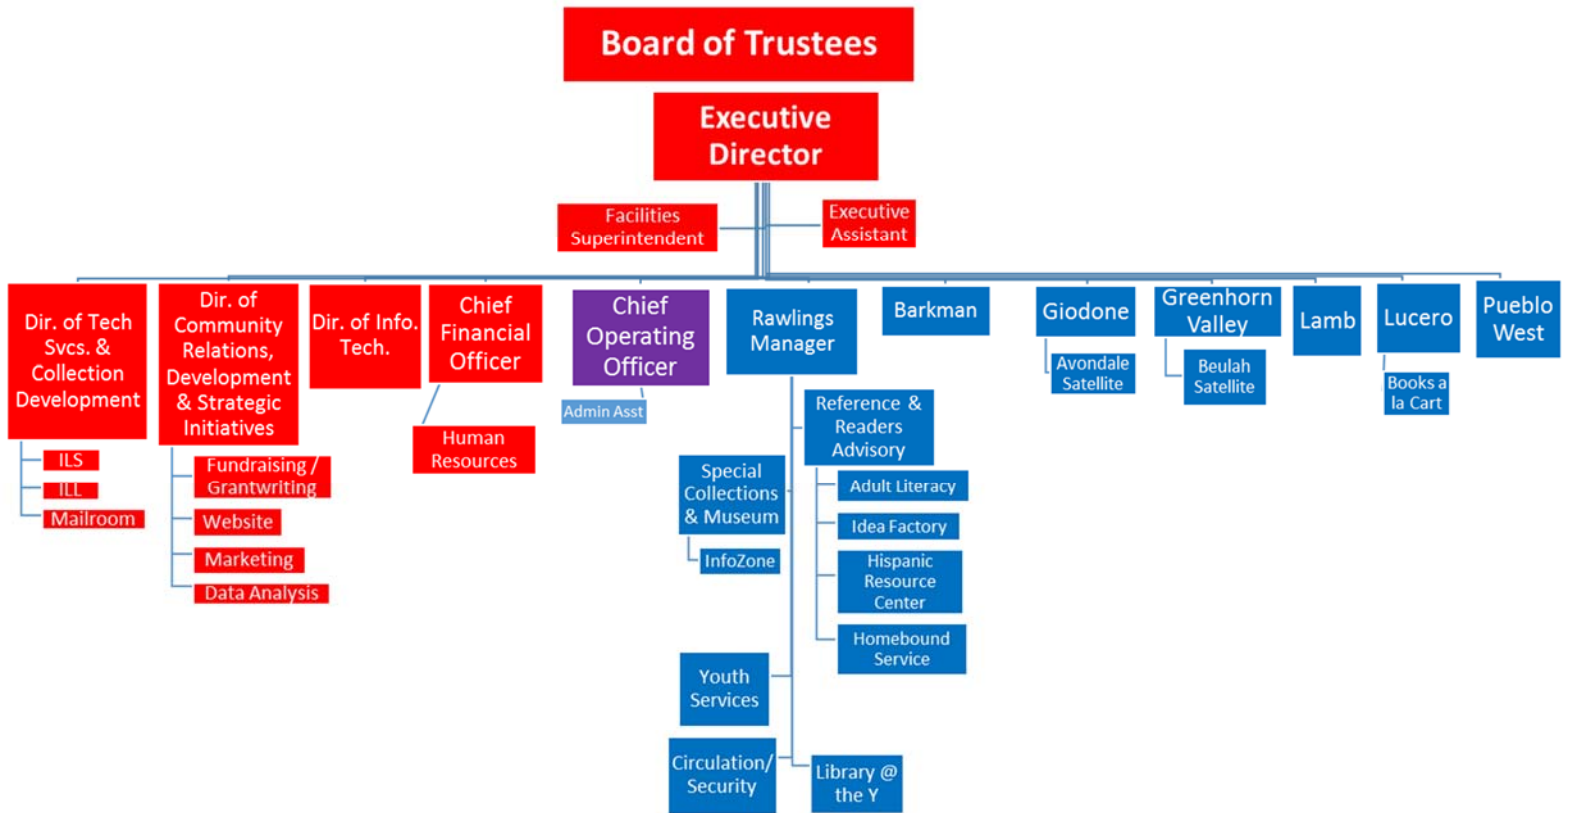 Board of Trustees
Executive
Director
Facilities
Superintendent
Executive
Assistant
Dir. of Tech
Svcs. &
Collection
Development
Dir. of
Community
Relations,
Development
& Strategic
Initiatives
Dir. of Info.
Tech.
Chief
Financial
Officer
Chief
Operating
Officer
Rawlings
Manager
Barkman
Giodone
Greenhorn
Valley
Lamb
Lucero
Pueblo
West
ILS
ILL
Mailroom
Fundraising /
Grantwriting
Website
Marketing
Data Analysis
Human
Resources
Admin Asst
Reference &
Readers
Advisory
Adult Literacy
Idea Factory
Hispanic
Resource
Center
Homebound
Service
Special
Collections
& Museum
InfoZone
Youth
Services
Circulation/
Security
Library @
the Y
Avondale
Satellite
Beulah
Satellite
Books a
la Cart